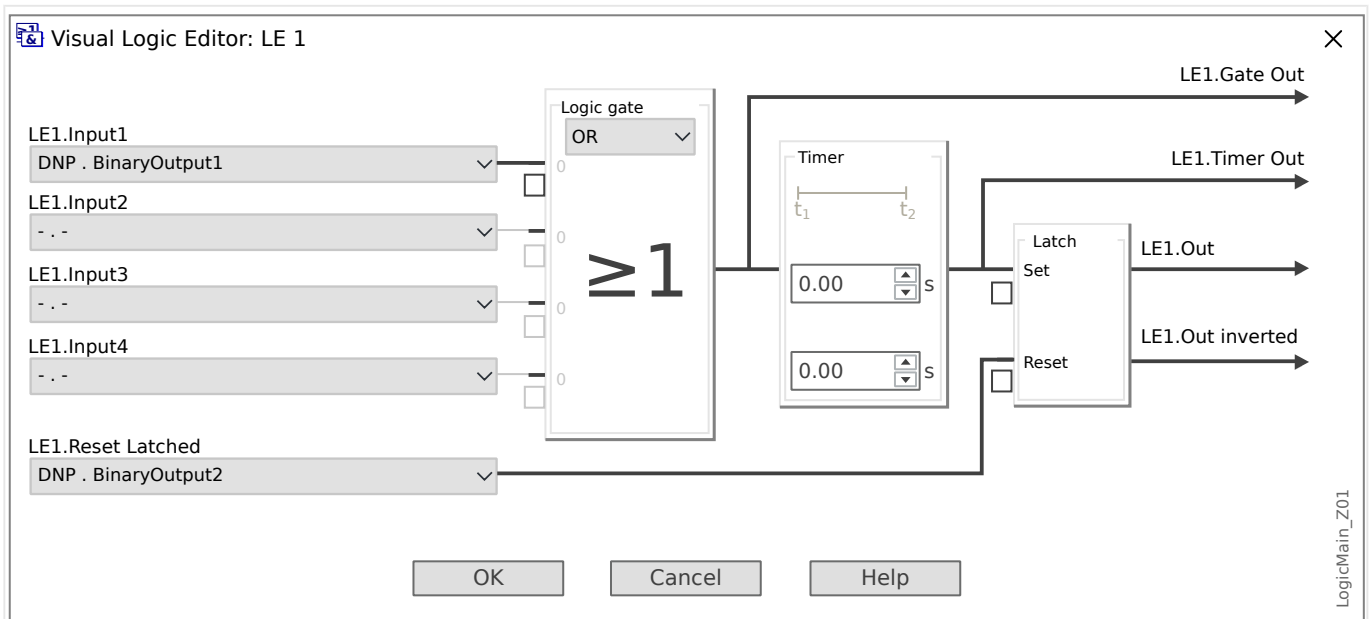 ≥1
&
Visual Logic Editor: LE 1
LE1.Gate Out
Logic gate
OR
LE1.Input1
DNP . BinaryOutput1
0
Timer
LE1.Timer Out
LE1.Input2
- . -
0
t1 t2
≥1
Latch
LE1.Out
Set
LE1.Input3
- . -
0
0.00 s
LE1.Input4
- . -
0
0.00 s
Reset
LE1.Out inverted
LE1.Reset Latched
DNP . BinaryOutput2
OK
Cancel
Help
LogicMain_Z01